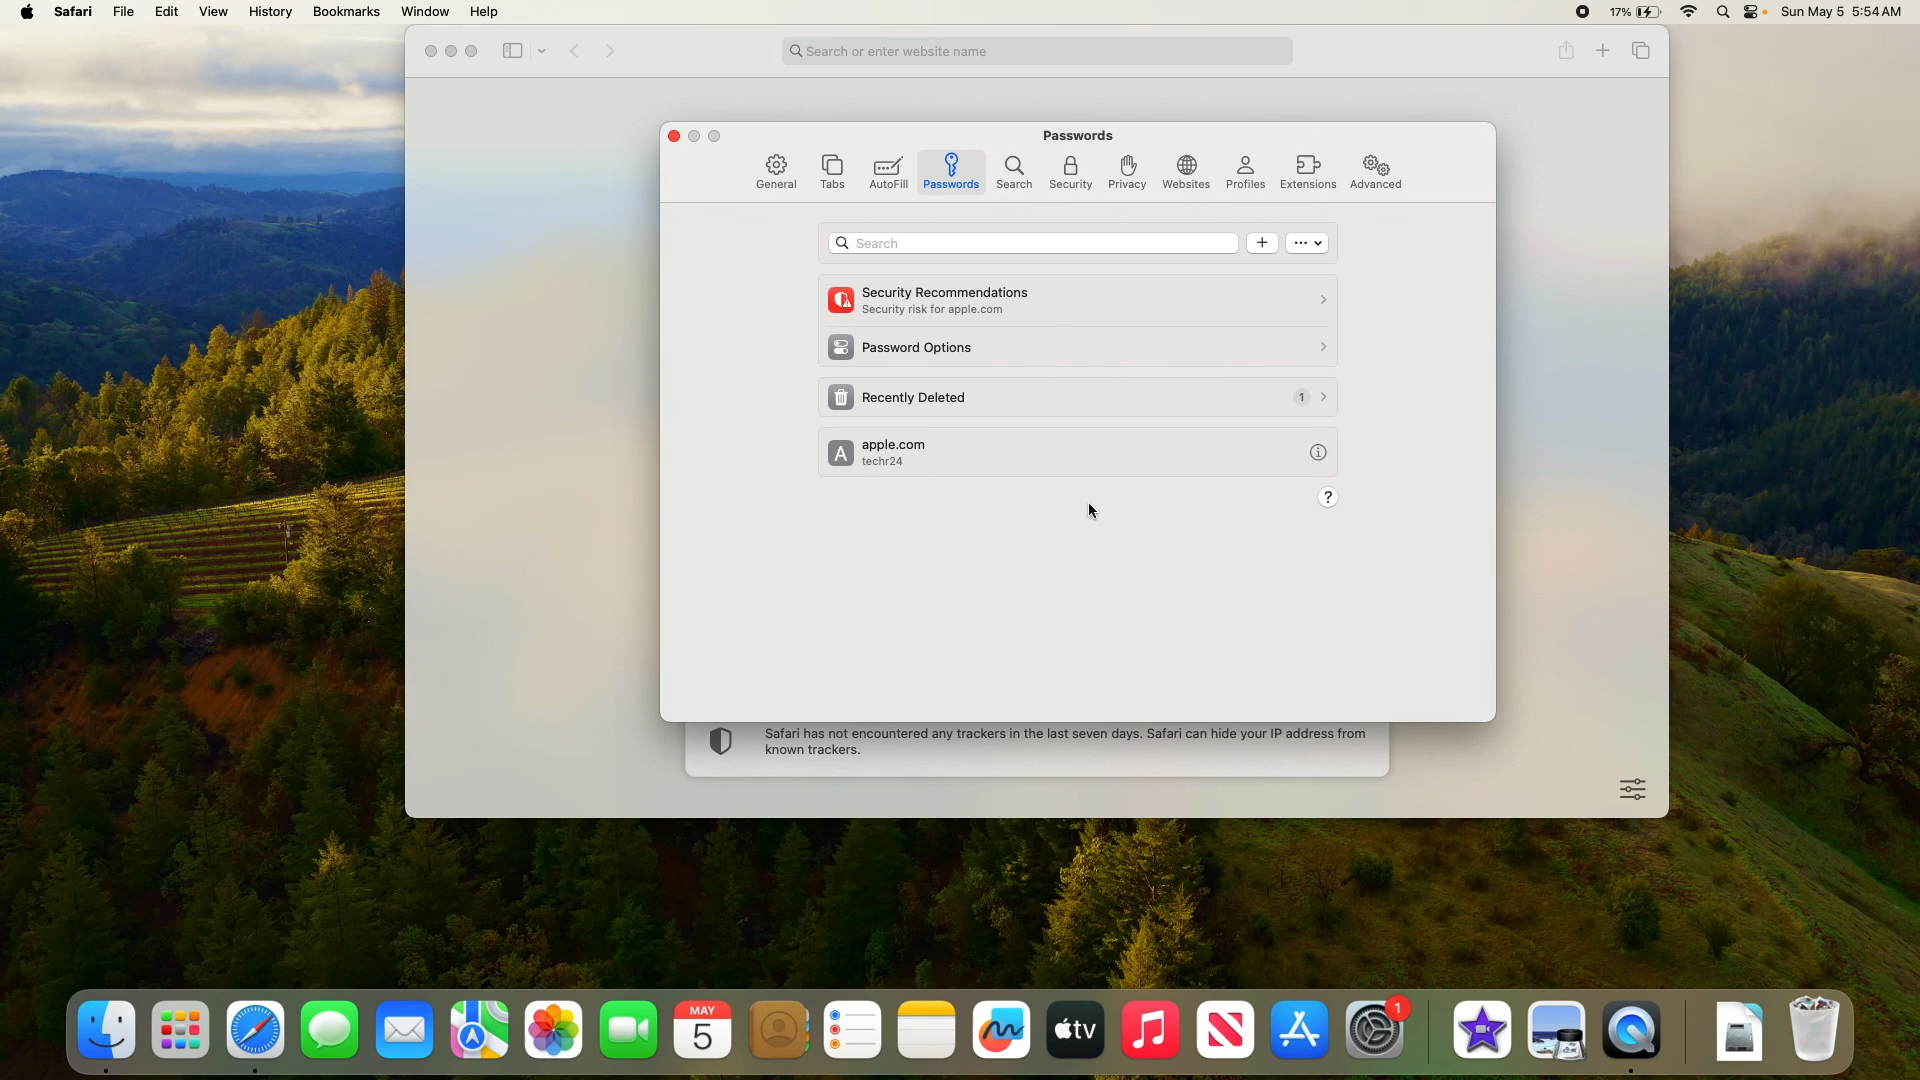 Safari File Edit View History Bookmarks Window Help 17% Sun May 5 5:54 AM
Search or enter website name
Passwords
General Tabs AutoFill Passwords Search Security Privacy Websites Profiles Extensions Advanced
Search
Security Recommendations
Security risk for apple.com
Password Options
Recently Deleted 1
A apple.com
techr24
?
Safari has not encountered any trackers in the last seven days. Safari can hide your IP address from
known trackers.
MAY
5
tv
1